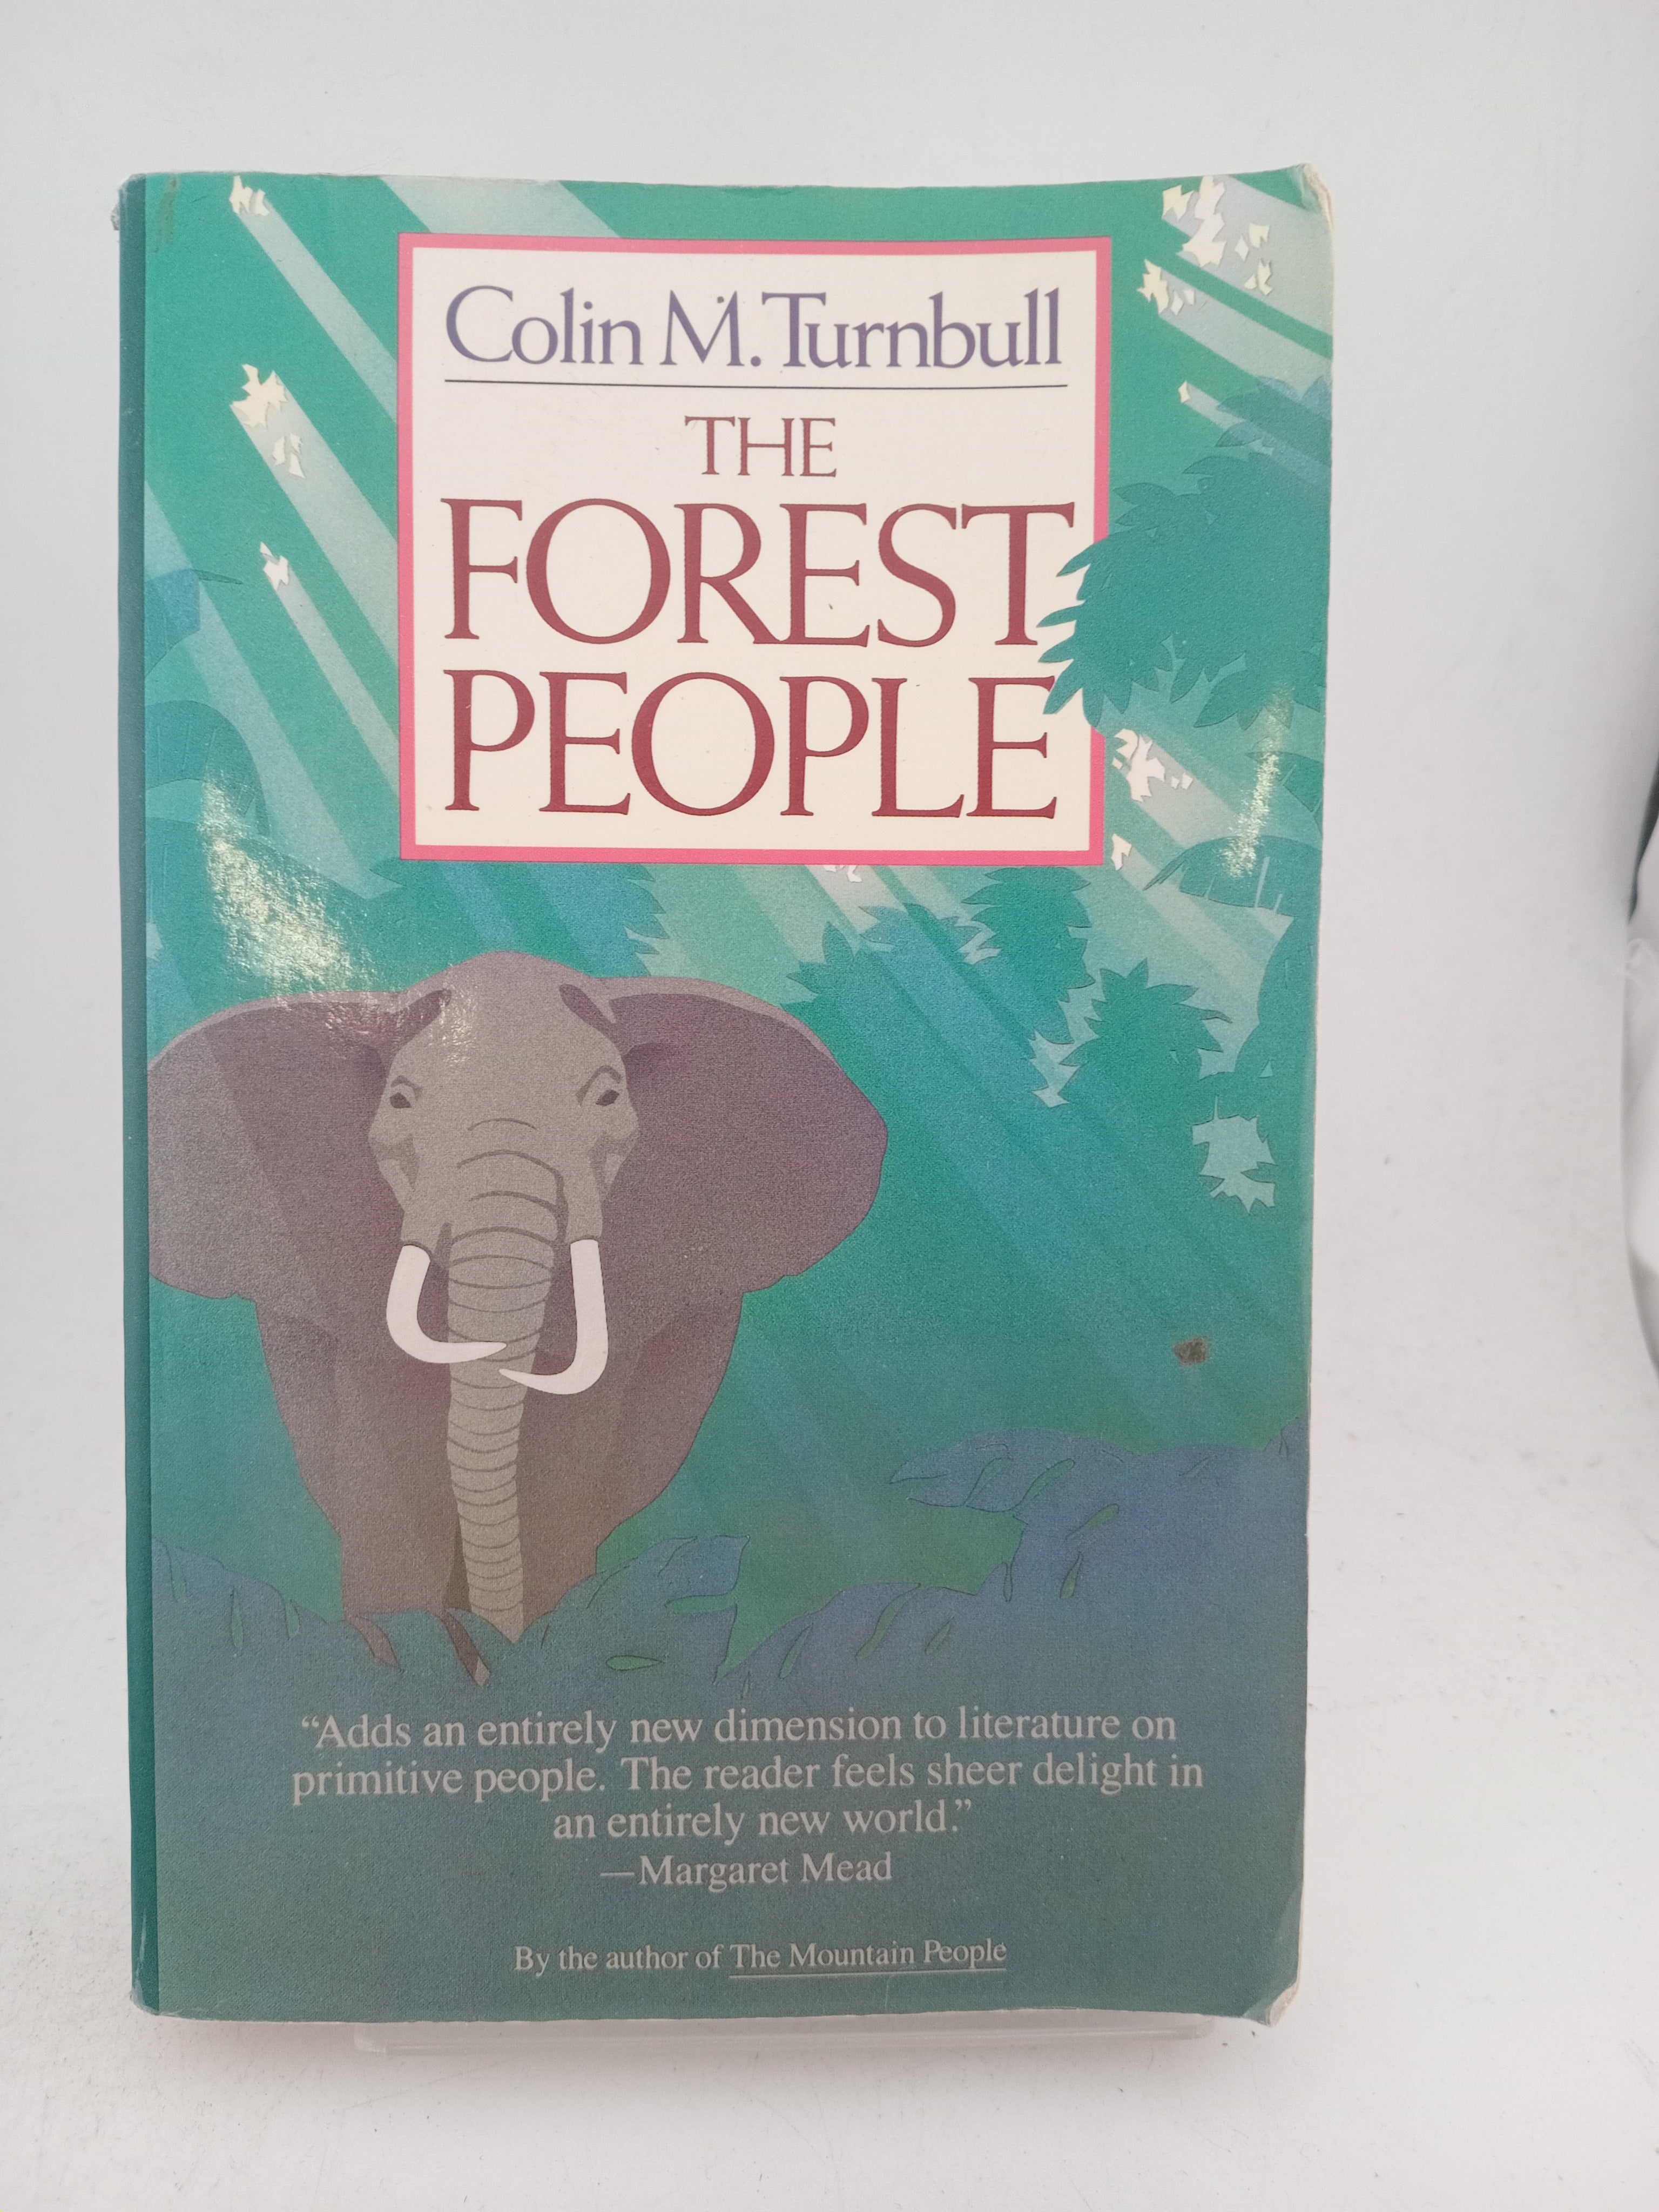 Colin M. Turnbull
THE
FOREST
PEOPLE
“Adds an entirely new dimension to literature on
primitive people. The reader feels sheer delight in
an entirely new world.”
—Margaret Mead
By the author of The Mountain People